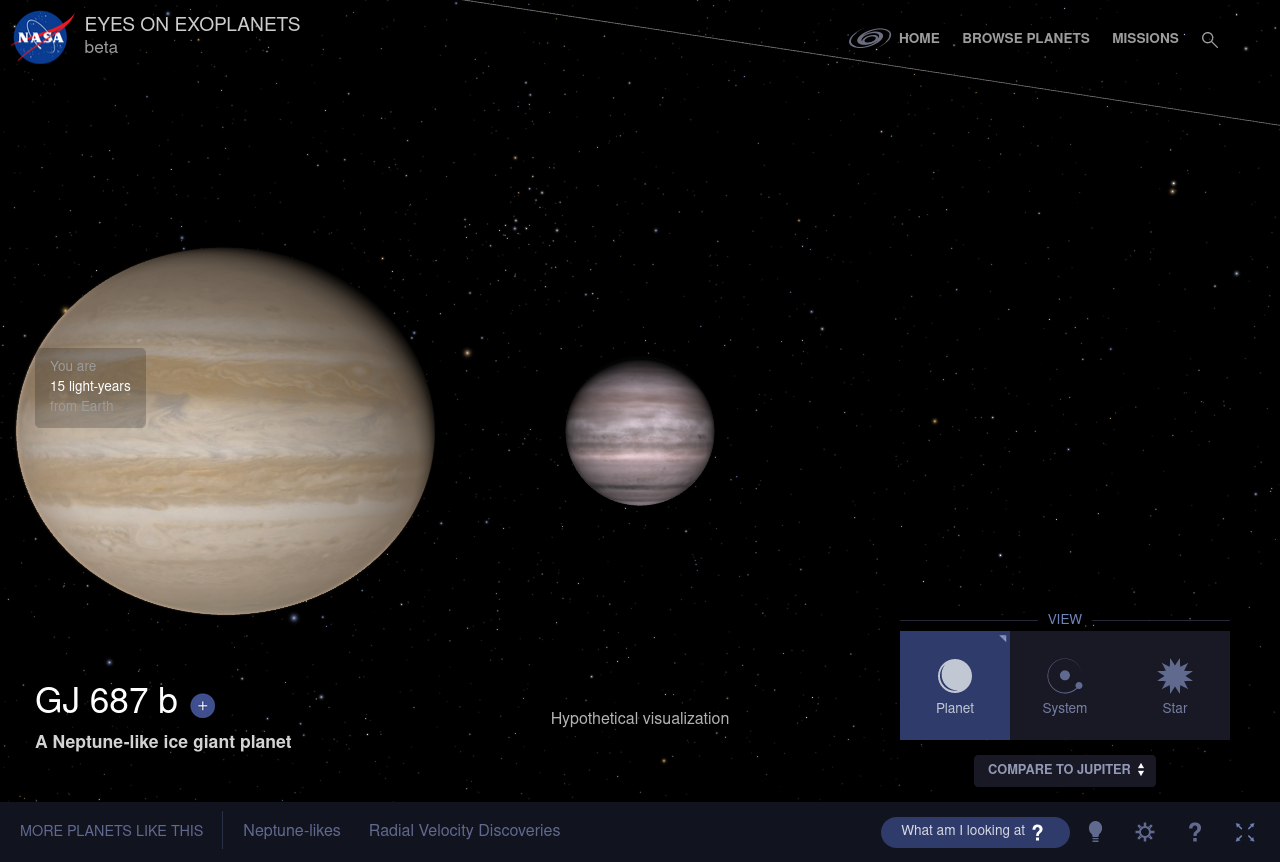 NASA
EYES ON EXOPLANETS
beta
HOME
BROWSE PLANETS
MISSIONS
You are
15 light-years
from Earth
VIEW
Planet
System
Star
GJ 687 b +
A Neptune-like ice giant planet
Hypothetical visualization
COMPARE TO JUPITER
MORE PLANETS LIKE THIS
Neptune-likes
Radial Velocity Discoveries
What am I looking at ?
?